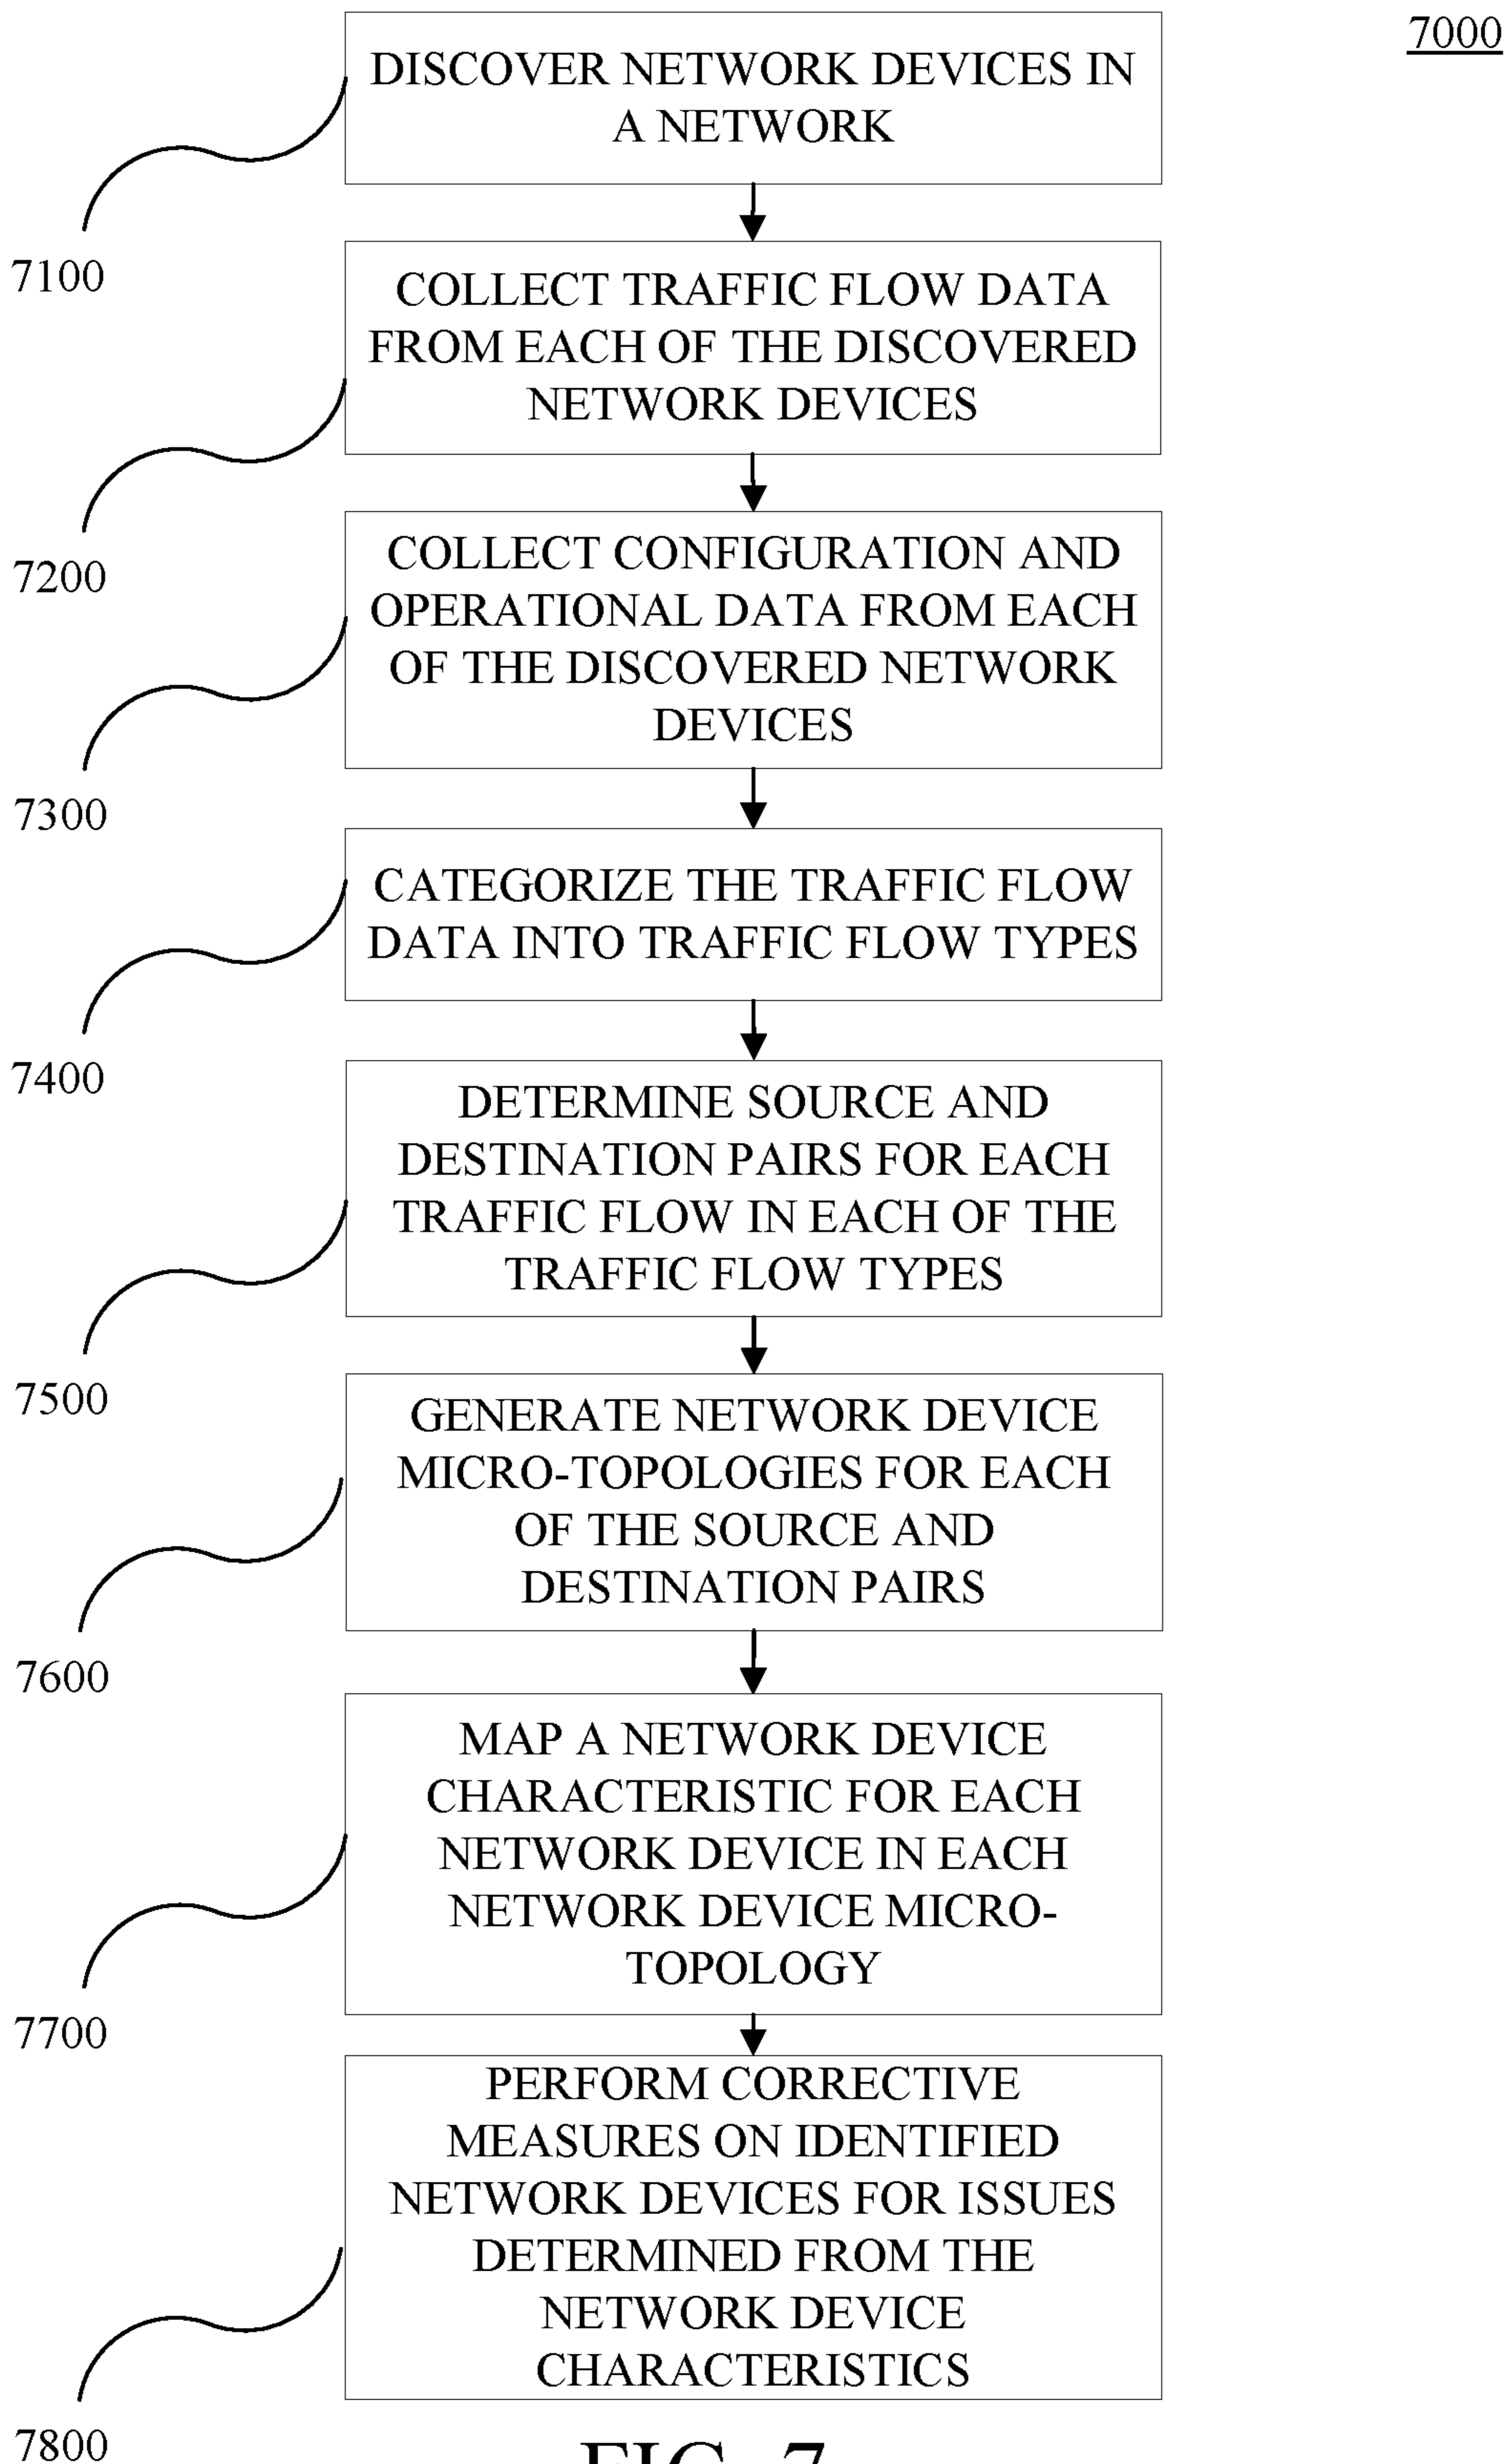 7000
DISCOVER NETWORK DEVICES IN
A NETWORK
7100
COLLECT TRAFFIC FLOW DATA
FROM EACH OF THE DISCOVERED
NETWORK DEVICES
7200
COLLECT CONFIGURATION AND
OPERATIONAL DATA FROM EACH
OF THE DISCOVERED NETWORK
DEVICES
7300
CATEGORIZE THE TRAFFIC FLOW
DATA INTO TRAFFIC FLOW TYPES
7400
DETERMINE SOURCE AND
DESTINATION PAIRS FOR EACH
TRAFFIC FLOW IN EACH OF THE
TRAFFIC FLOW TYPES
7500
GENERATE NETWORK DEVICE
MICRO-TOPOLOGIES FOR EACH
OF THE SOURCE AND
DESTINATION PAIRS
7600
MAP A NETWORK DEVICE
CHARACTERISTIC FOR EACH
NETWORK DEVICE IN EACH
NETWORK DEVICE MICRO-
TOPOLOGY
7700
PERFORM CORRECTIVE
MEASURES ON IDENTIFIED
NETWORK DEVICES FOR ISSUES
DETERMINED FROM THE
NETWORK DEVICE
CHARACTERISTICS
7800
FIG. 7